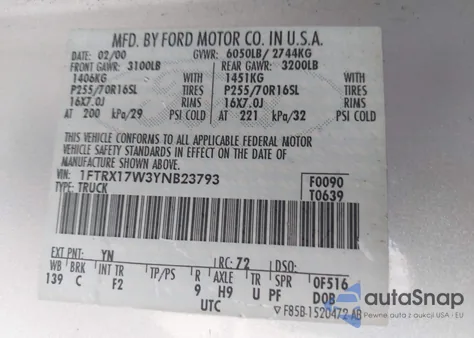 MFD. BY FORD MOTOR CO. IN U.S.A.
DATE: 02/00 GVWR: 6050LB/ 2744KG
FRONT GAWR: 3100LB REAR GAWR: 3200LB
1406KG WITH 1451KG WITH
P255/70R16SL TIRES P255/70R16SL TIRES
16X7.0J RIMS 16X7.0J RIMS
AT 200 kPa/29 AT 221 kPa/32
THIS VEHICLE CONFORMS TO ALL APPLICABLE FEDERAL MOTOR
VEHICLE SAFETY STANDARDS IN EFFECT ON THE DATE OF
MANUFACTURE SHOWN ABOVE.
VIN: 1FTRX17W3YNB23793 F0090
TYPE: TRUCK T0639
EXT PNT: YN RC: 72 DSO:
WB BRK INT TR TP/PS R AXLE TR SPR 0F516
139 C F2 9 H9 U PF DOB
UTC ▽ F85B-1520472-AB
autoSnap
Pewne auta z aukcji w USA - EU